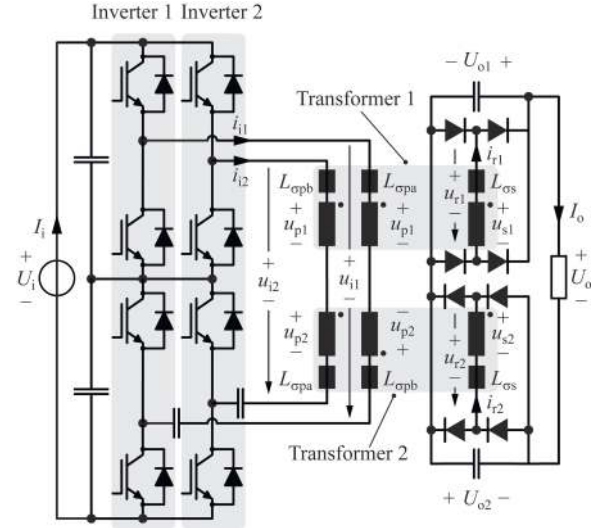 Inverter 1 Inverter 2
− U_o1 +
Transformer 1
i_i1
i_i2
i_r1
L_σpb L_σpa L_σs
I_i
I_o
+ u_p1 −
+ u_p1 −
+ u_r1 −
+ u_s1 −
+ U_i −
+ u_i2 −
+ u_i1 −
+ U_o −
+ u_p2 −
− u_p2 +
+ u_r2 −
+ u_s2 −
L_σpa L_σpb L_σs
i_r2
Transformer 2
+ U_o2 −